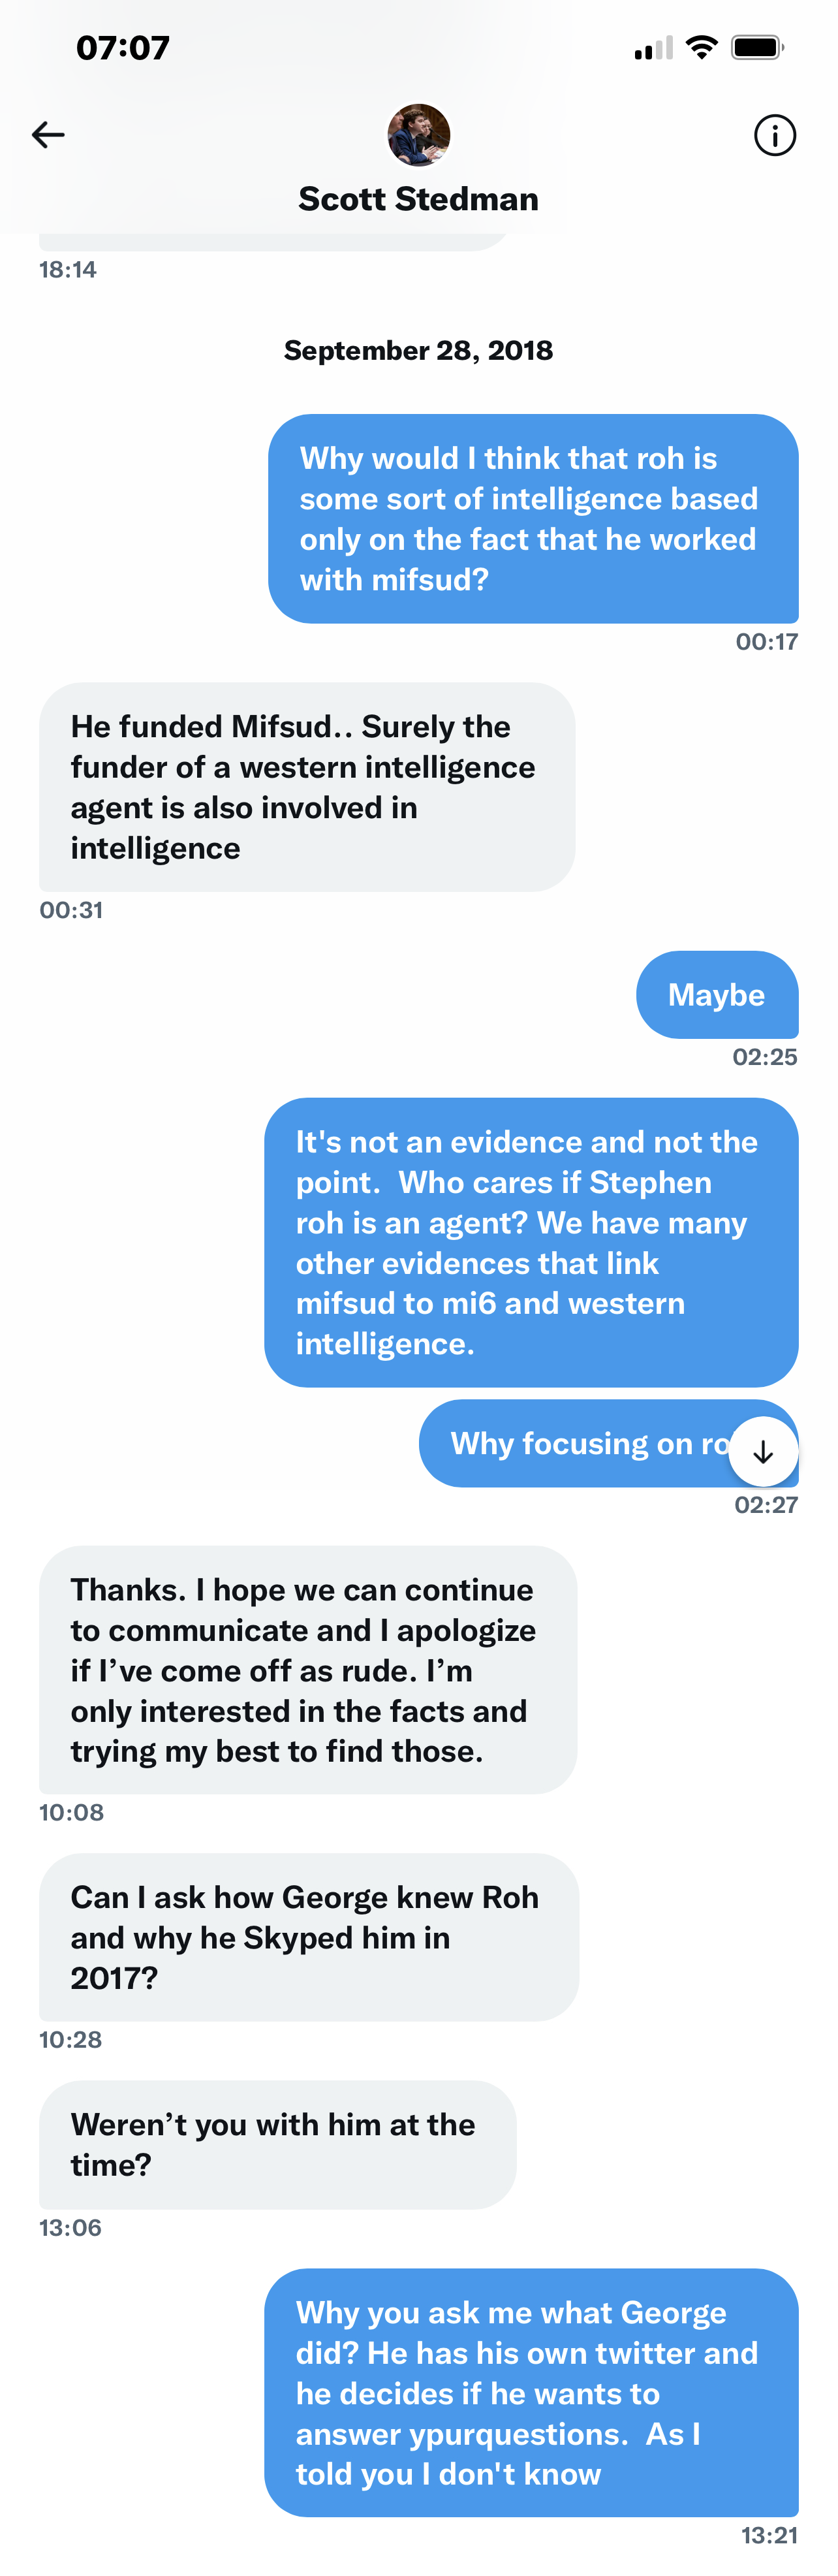 07:07
Scott Stedman
18:14
September 28, 2018
Why would I think that roh is
some sort of intelligence based
only on the fact that he worked
with mifsud?
00:17
He funded Mifsud.. Surely the
funder of a western intelligence
agent is also involved in
intelligence
00:31
Maybe
02:25
It's not an evidence and not the
point.  Who cares if Stephen
roh is an agent? We have many
other evidences that link
mifsud to mi6 and western
intelligence.
Why focusing on
02:27
Thanks. I hope we can continue
to communicate and I apologize
if I’ve come off as rude. I’m
only interested in the facts and
trying my best to find those.
10:08
Can I ask how George knew Roh
and why he Skyped him in
2017?
10:28
Weren’t you with him at the
time?
13:06
Why you ask me what George
did? He has his own twitter and
he decides if he wants to
answer ypurquestions.  As I
told you I don't know
13:21